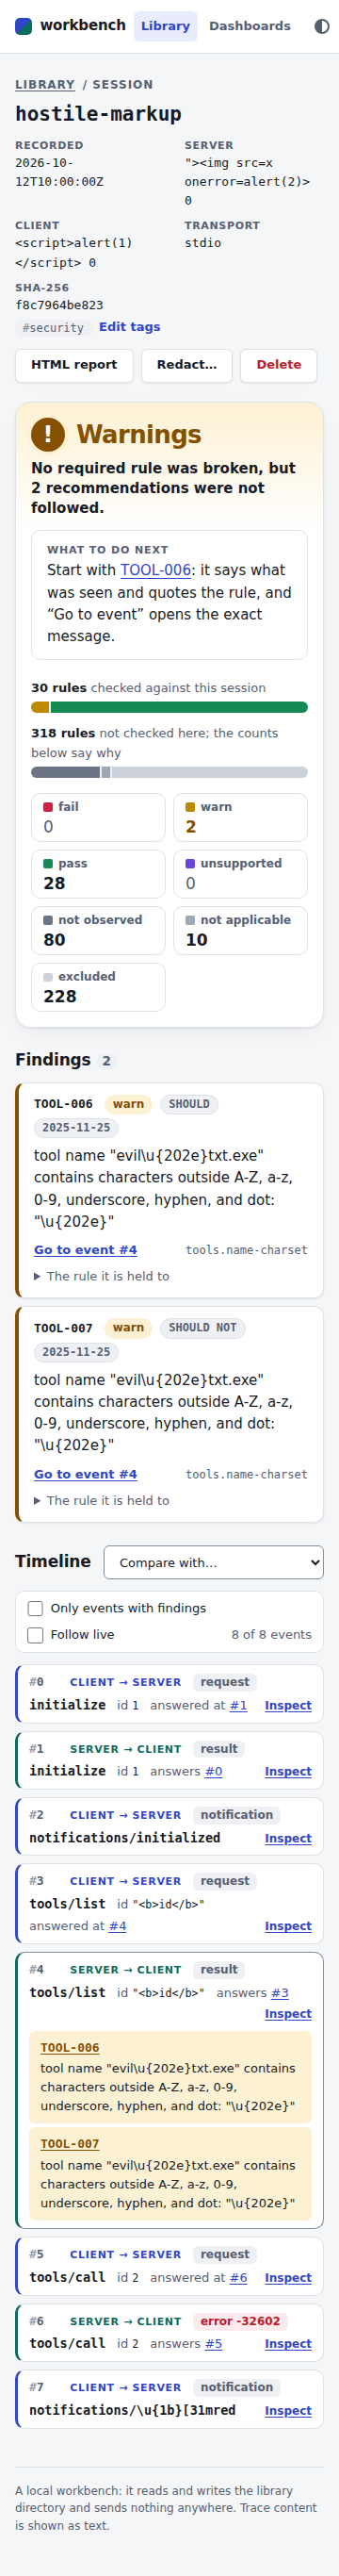 workbench Library Dashboards
LIBRARY / SESSION
hostile-markup
RECORDED
2026-10-
12T10:00:00Z
SERVER
"><img src=x
onerror=alert(2)>
0
CLIENT
<script>alert(1)
</script> 0
TRANSPORT
stdio
SHA-256
f8c7964be823
#security Edit tags
HTML report Redact… Delete
! Warnings
No required rule was broken, but
2 recommendations were not
followed.
WHAT TO DO NEXT
Start with TOOL-006: it says what
was seen and quotes the rule, and
“Go to event” opens the exact
message.
30 rules checked against this session
318 rules not checked here; the counts
below say why
fail
0
warn
2
pass
28
unsupported
0
not observed
80
not applicable
10
excluded
228
Findings 2
TOOL-006 warn SHOULD
2025-11-25
tool name "evil\u{202e}txt.exe"
contains characters outside A-Z, a-z,
0-9, underscore, hyphen, and dot:
"\u{202e}"
Go to event #4 tools.name-charset
The rule it is held to
TOOL-007 warn SHOULD NOT
2025-11-25
tool name "evil\u{202e}txt.exe"
contains characters outside A-Z, a-z,
0-9, underscore, hyphen, and dot:
"\u{202e}"
Go to event #4 tools.name-charset
The rule it is held to
Timeline Compare with…
Only events with findings
Follow live 8 of 8 events
#0 CLIENT → SERVER request
initialize id 1 answered at #1 Inspect
#1 SERVER → CLIENT result
initialize id 1 answers #0 Inspect
#2 CLIENT → SERVER notification
notifications/initialized Inspect
#3 CLIENT → SERVER request
tools/list id "<b>id</b>"
answered at #4 Inspect
#4 SERVER → CLIENT result
tools/list id "<b>id</b>" answers #3
Inspect
TOOL-006
tool name "evil\u{202e}txt.exe" contains
characters outside A-Z, a-z, 0-9,
underscore, hyphen, and dot: "\u{202e}"
TOOL-007
tool name "evil\u{202e}txt.exe" contains
characters outside A-Z, a-z, 0-9,
underscore, hyphen, and dot: "\u{202e}"
#5 CLIENT → SERVER request
tools/call id 2 answered at #6 Inspect
#6 SERVER → CLIENT error -32602
tools/call id 2 answers #5 Inspect
#7 CLIENT → SERVER notification
notifications/\u{1b}[31mred Inspect
A local workbench: it reads and writes the library
directory and sends nothing anywhere. Trace content
is shown as text.